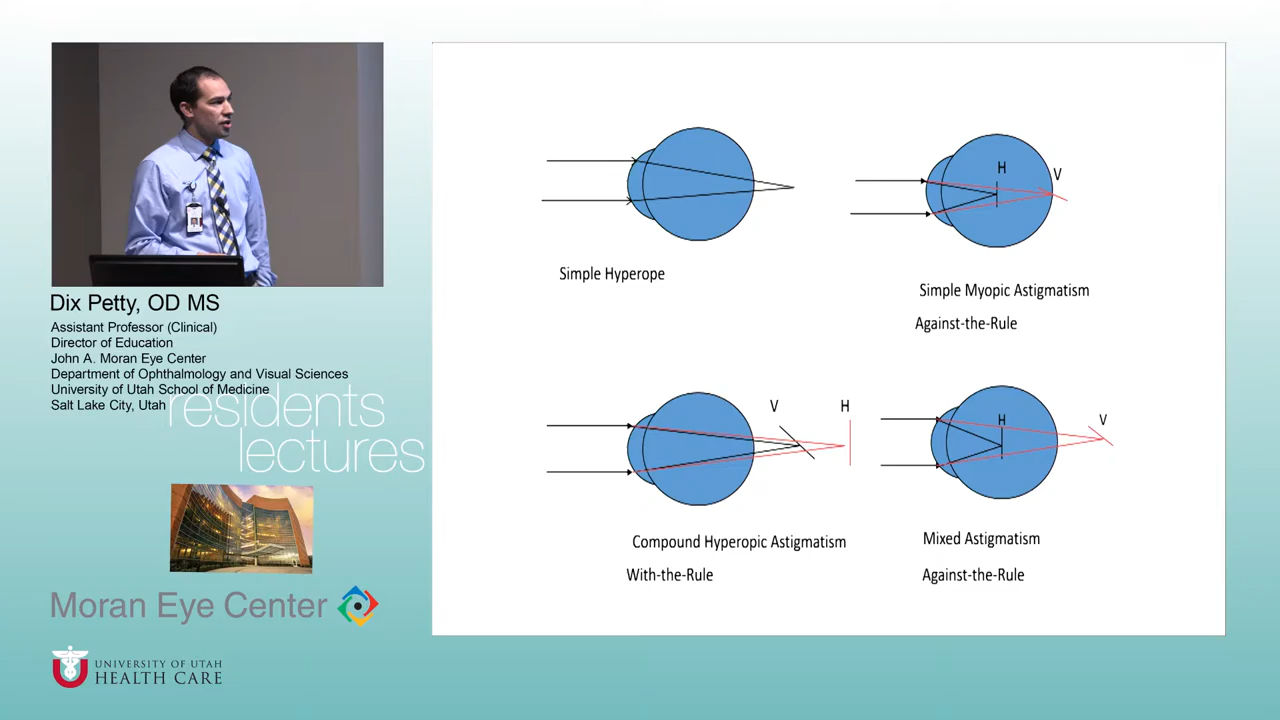 Dix Petty, OD MS
Assistant Professor (Clinical)
Director of Education
John A. Moran Eye Center
Department of Ophthalmology and Visual Sciences
University of Utah School of Medicine
Salt Lake City, Utah
residents
lectures
Moran Eye Center
UNIVERSITY OF UTAH
HEALTH CARE
Simple Hyperope
H
V
Simple Myopic Astigmatism
Against-the-Rule
V
H
Compound Hyperopic Astigmatism
With-the-Rule
H
V
Mixed Astigmatism
Against-the-Rule